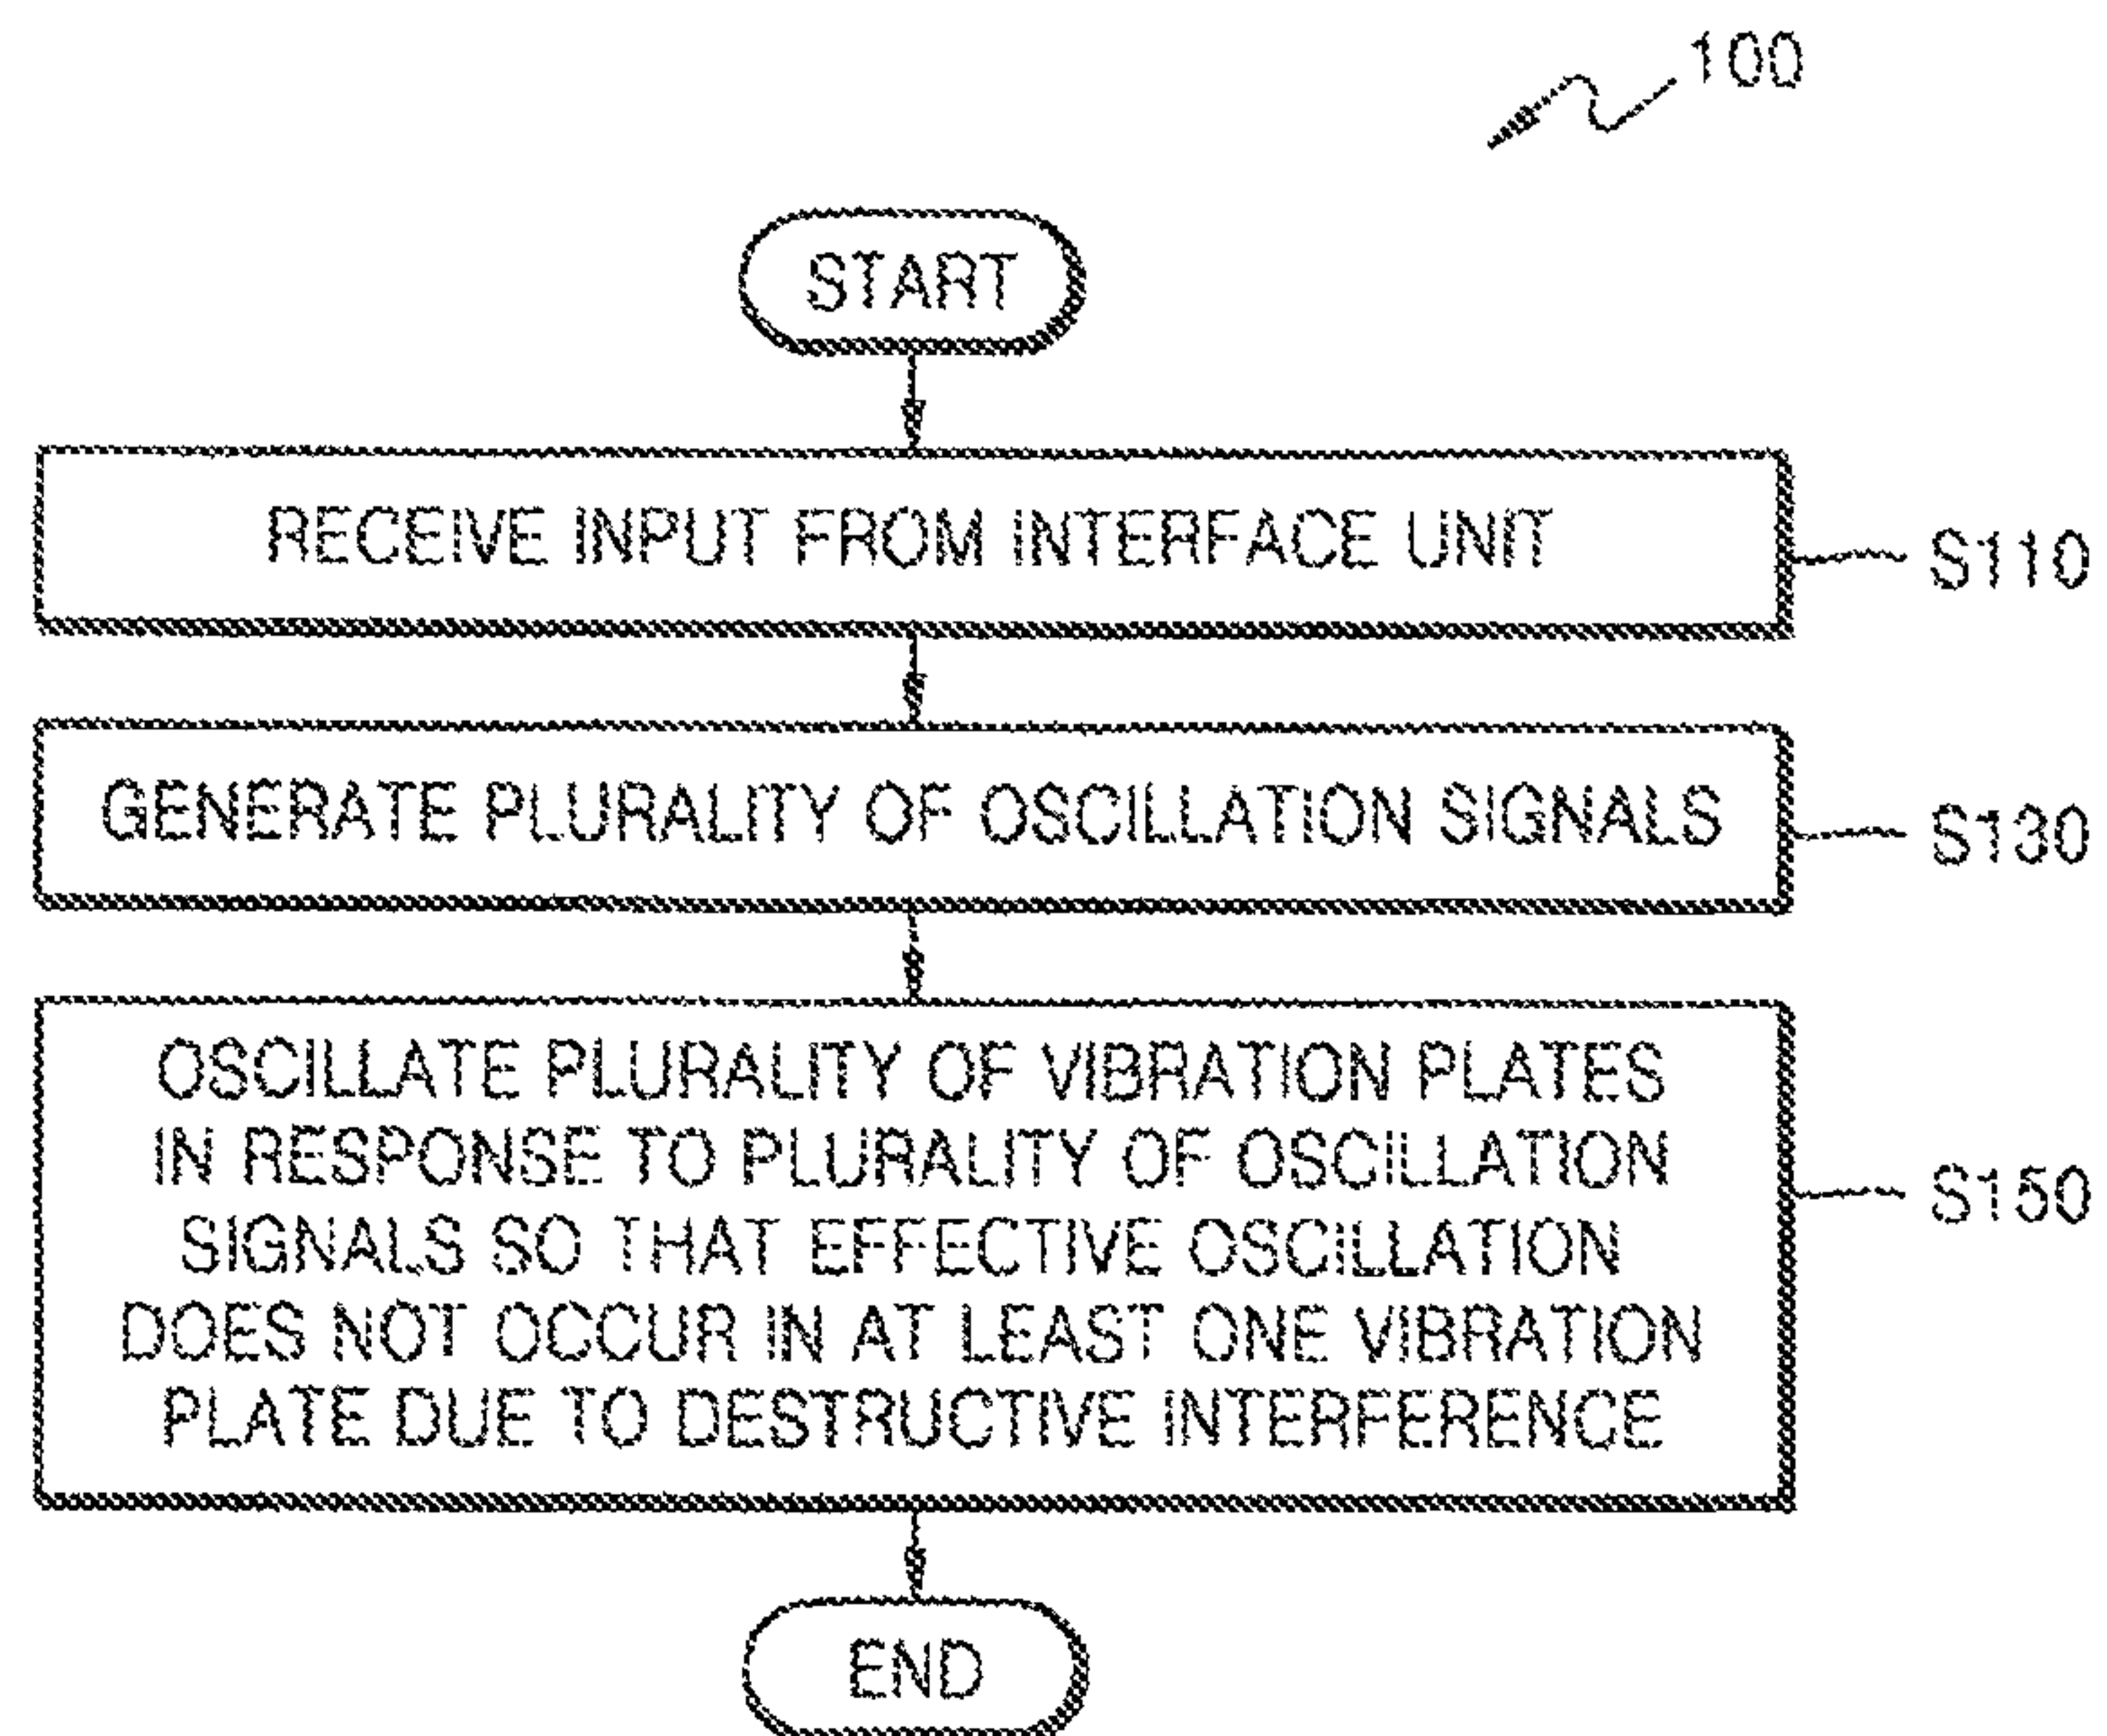 100
START
RECEIVE INPUT FROM INTERFACE UNIT
S110
GENERATE PLURALITY OF OSCILLATION SIGNALS
S130
OSCILLATE PLURALITY OF VIBRATION PLATES
IN RESPONSE TO PLURALITY OF OSCILLATION
SIGNALS SO THAT EFFECTIVE OSCILLATION
DOES NOT OCCUR IN AT LEAST ONE VIBRATION
PLATE DUE TO DESTRUCTIVE INTERFERENCE
S150
END